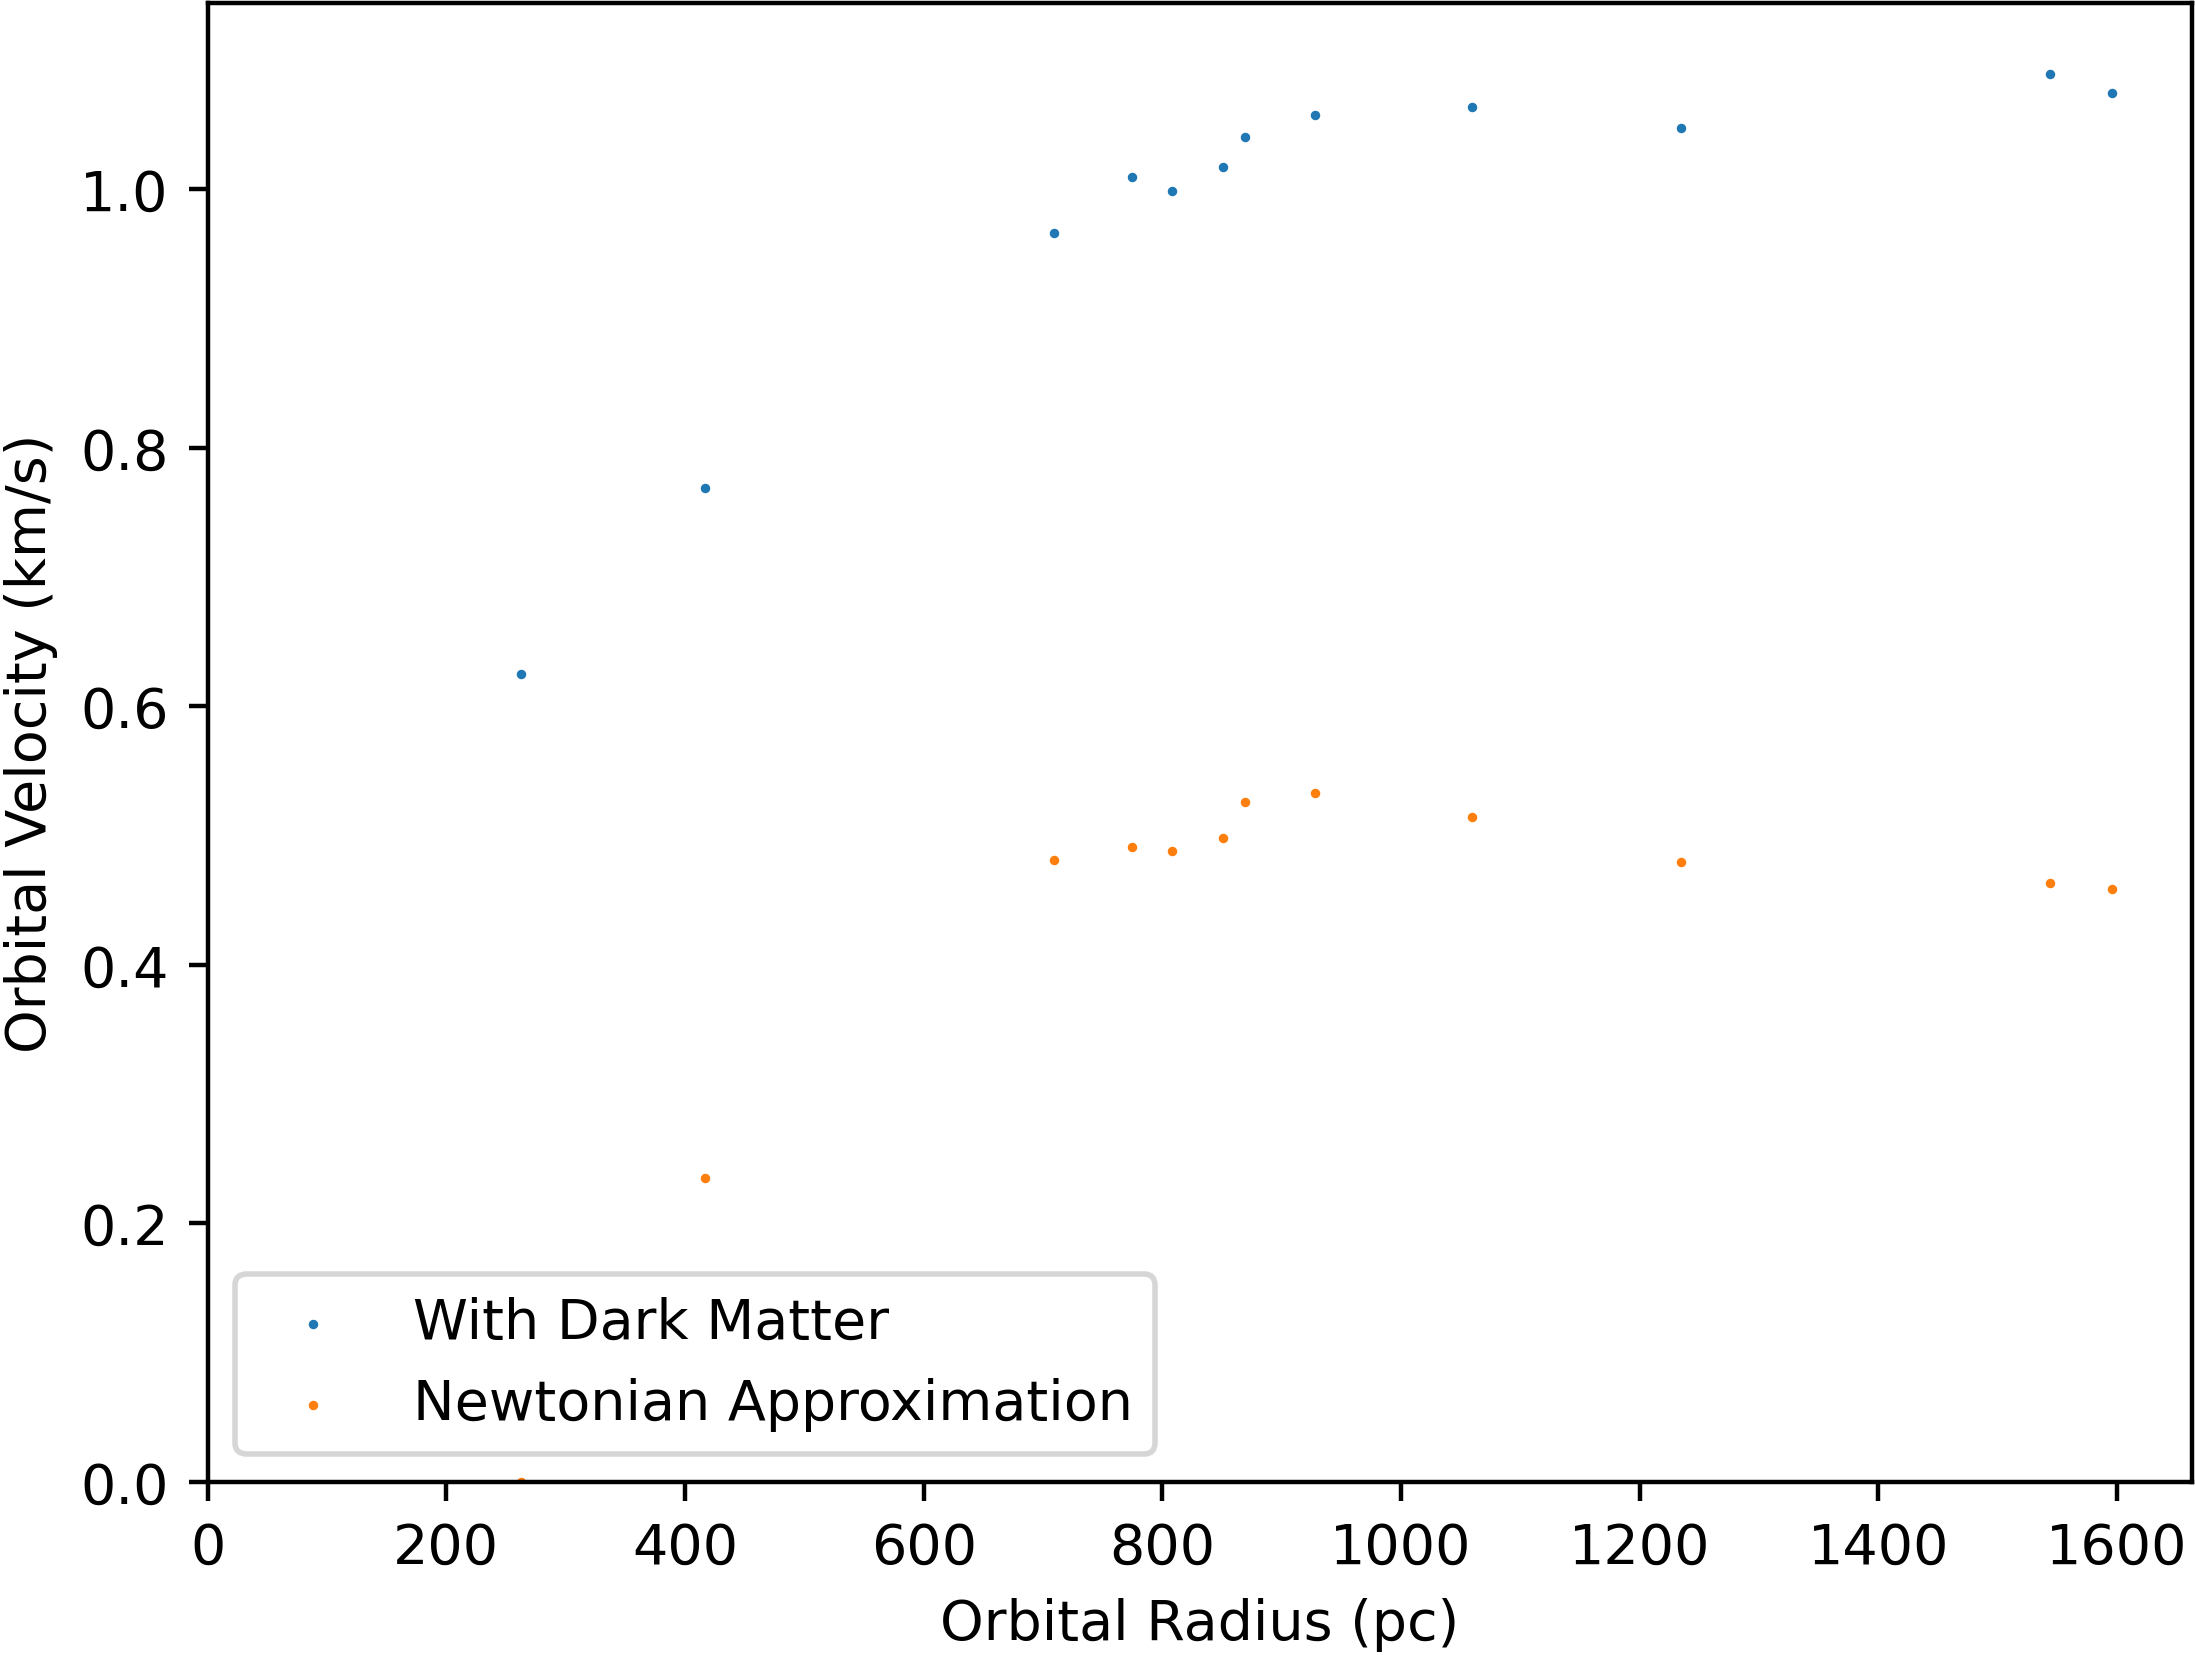 1.0
0.8
0.6
0.4
0.2
0.0
Orbital Velocity (km/s)
With Dark Matter
Newtonian Approximation
0 200 400 600 800 1000 1200 1400 1600
Orbital Radius (pc)